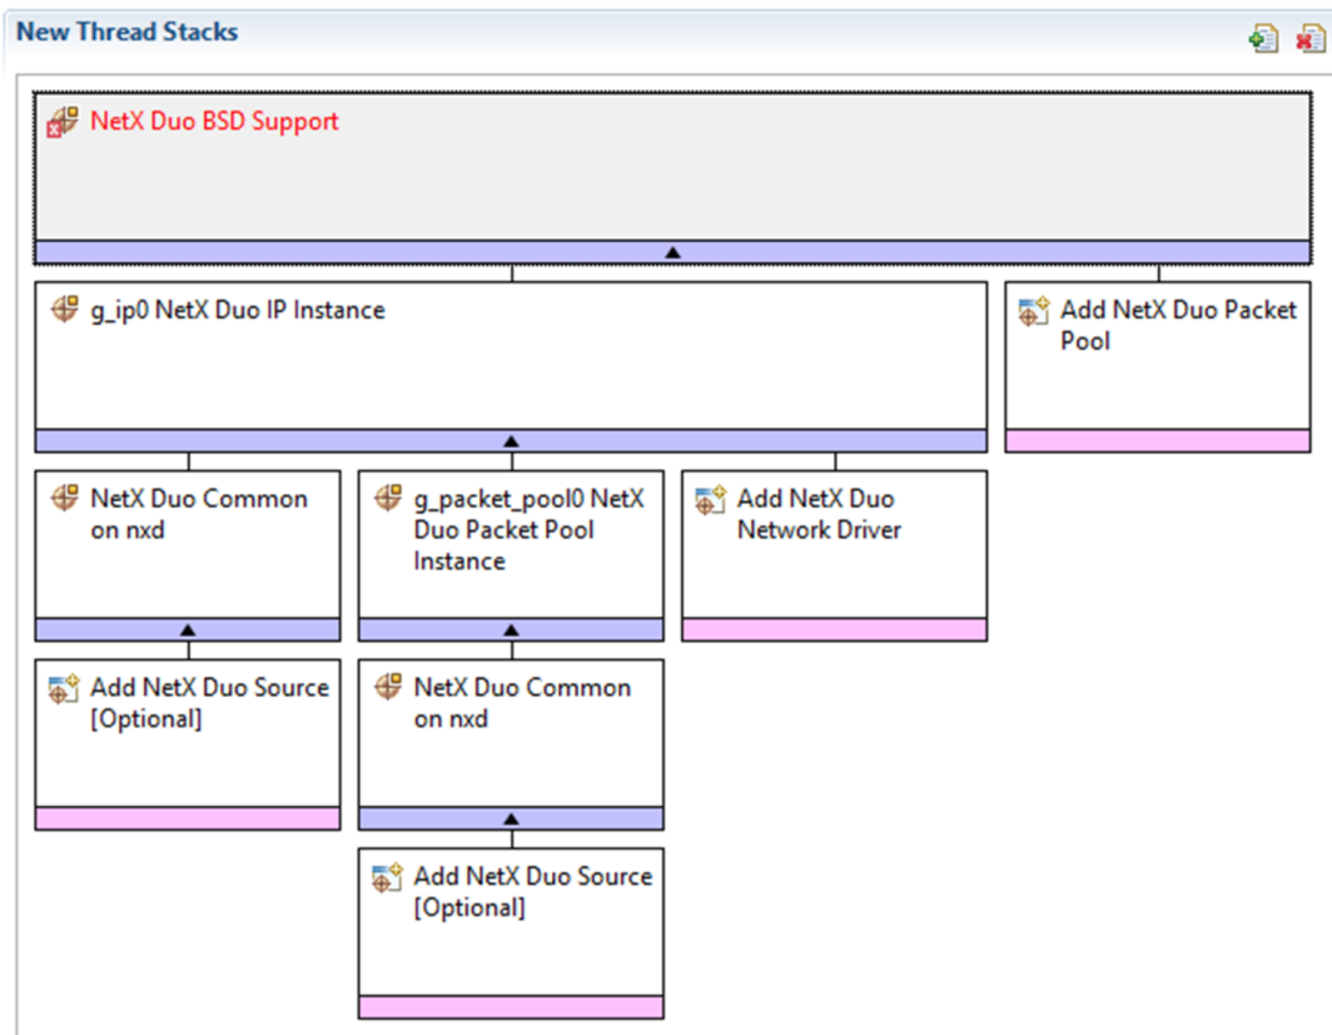 New Thread Stacks
NetX Duo BSD Support
g_ip0 NetX Duo IP Instance
Add NetX Duo Packet
Pool
NetX Duo Common
on nxd
g_packet_pool0 NetX
Duo Packet Pool
Instance
Add NetX Duo
Network Driver
Add NetX Duo Source
[Optional]
NetX Duo Common
on nxd
Add NetX Duo Source
[Optional]